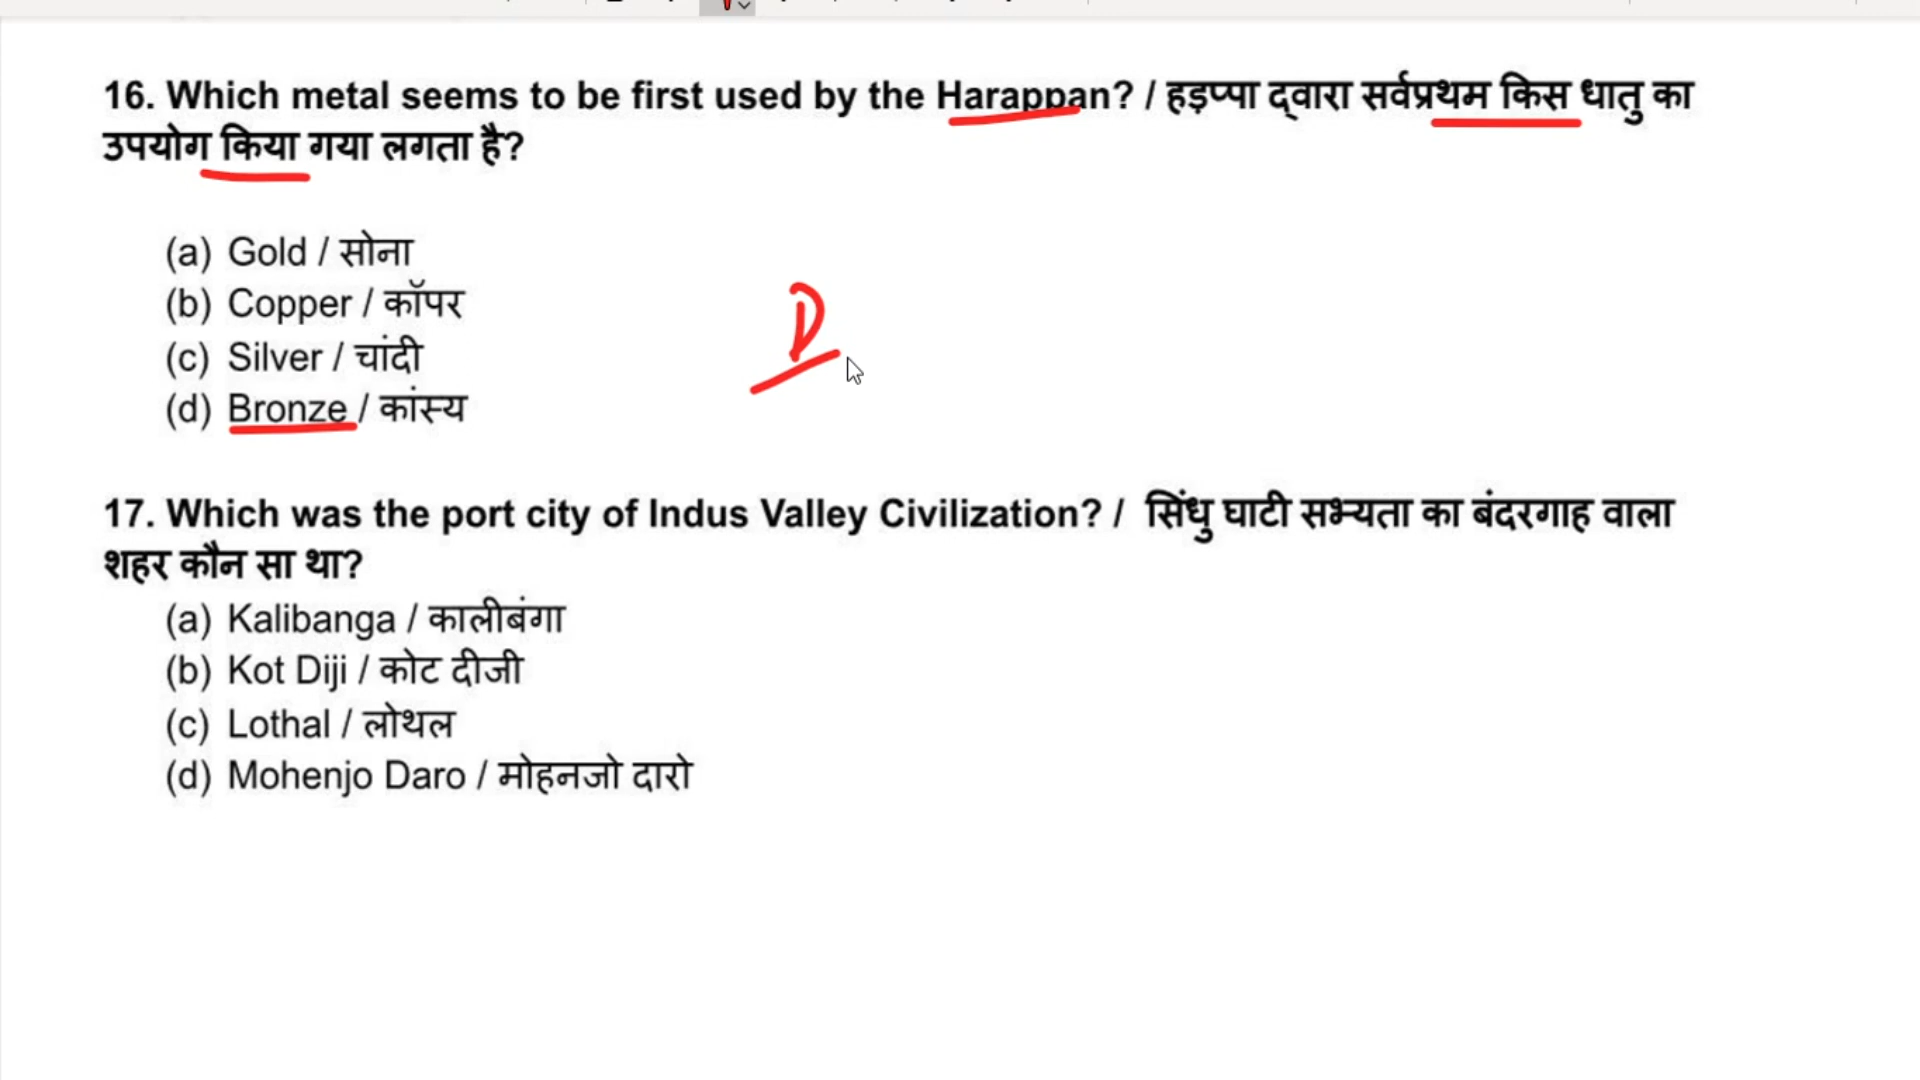 16. Which metal seems to be first used by the Harappan? / हड़प्पा द्वारा सर्वप्रथम किस धातु का
उपयोग किया गया लगता है?
(a) Gold / सोना
(b) Copper / कॉपर
(c) Silver / चांदी
(d) Bronze / कांस्य
D
17. Which was the port city of Indus Valley Civilization? / सिंधु घाटी सभ्यता का बंदरगाह वाला
शहर कौन सा था?
(a) Kalibanga / कालीबंगा
(b) Kot Diji / कोट दीजी
(c) Lothal / लोथल
(d) Mohenjo Daro / मोहनजो दारो